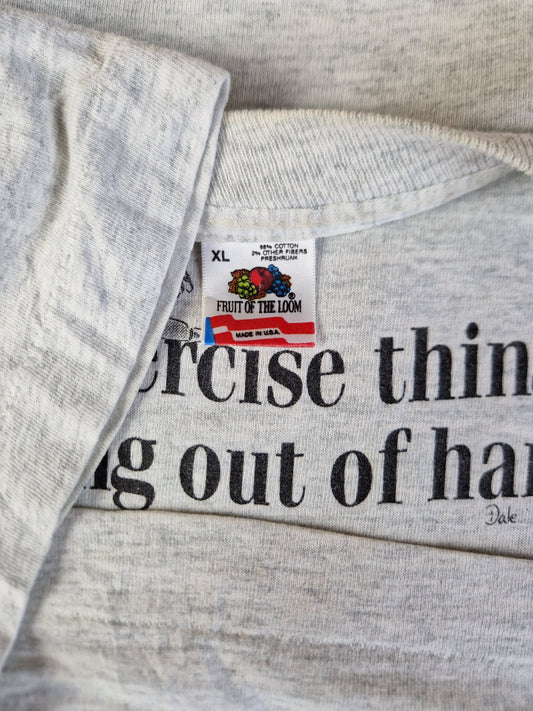 XL
98% COTTON
2% OTHER FIBERS
PRESHRUNK
FRUIT OF THE LOOM®
MADE IN U.S.A.
ercise thin
ng out of har
Dale